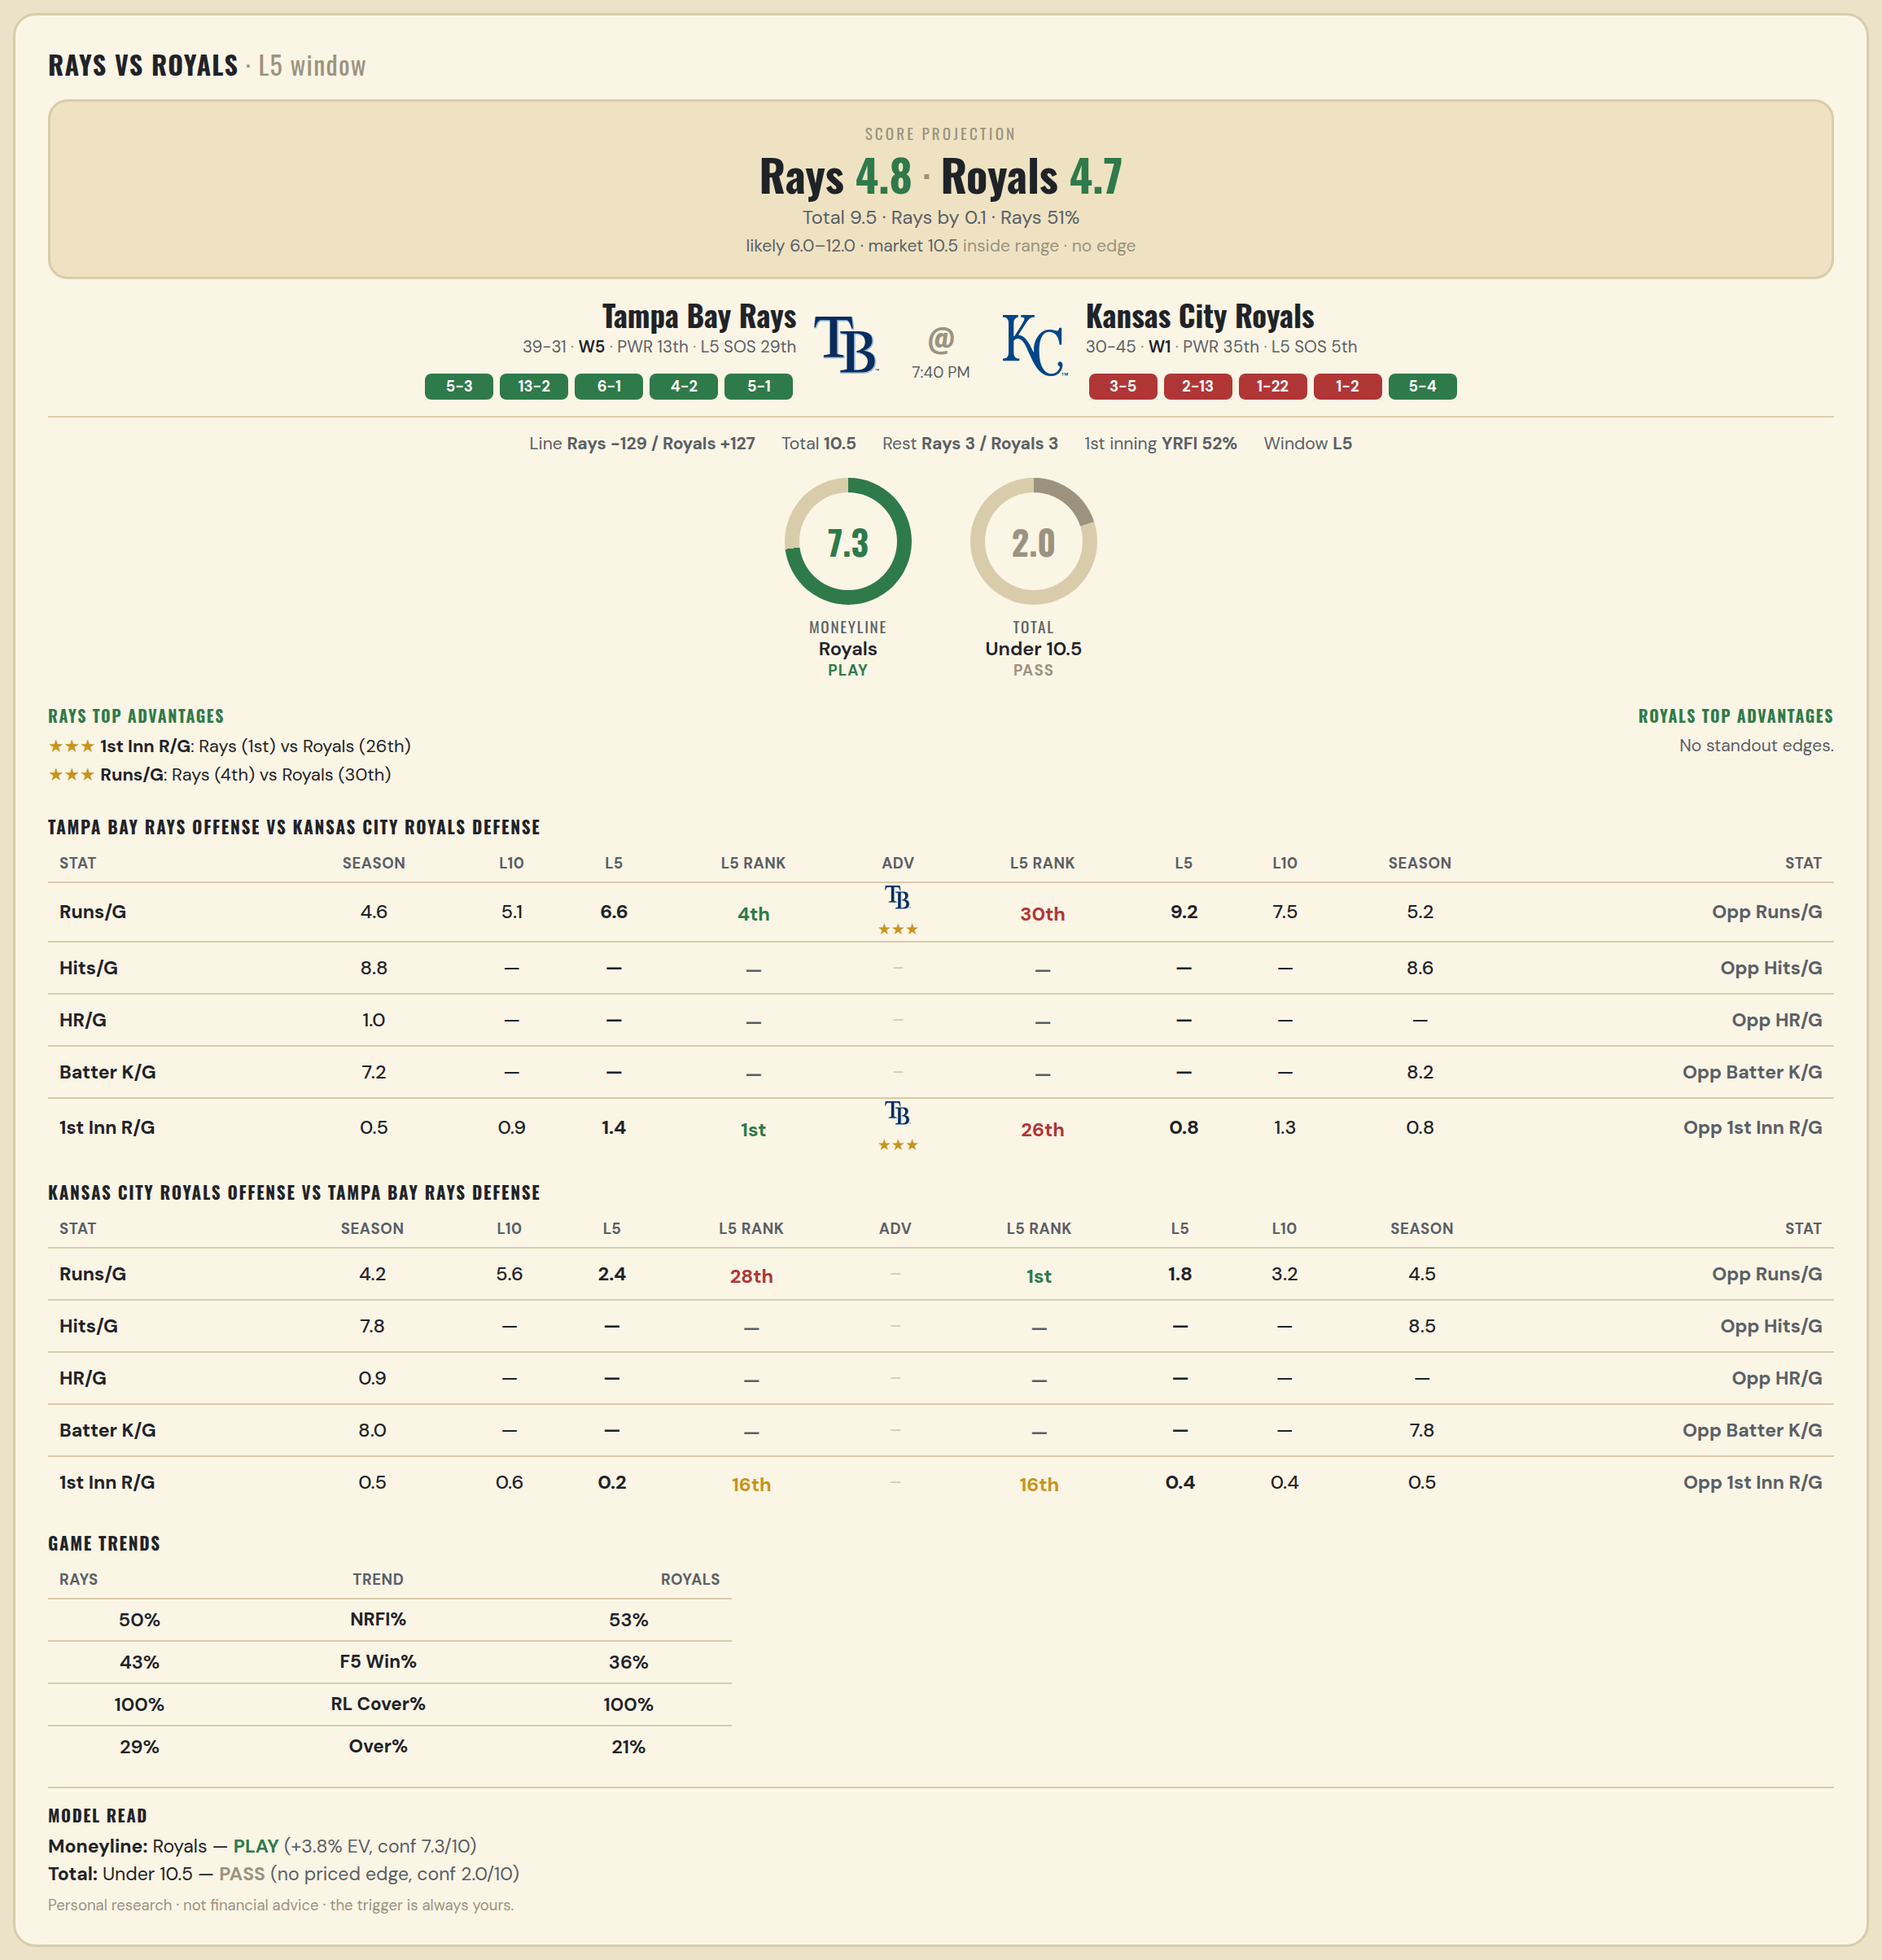 RAYS VS ROYALS · L5 window
SCORE PROJECTION
Rays 4.8 · Royals 4.7
Total 9.5 · Rays by 0.1 · Rays 51%
likely 6.0–12.0 · market 10.5 inside range · no edge
Tampa Bay Rays
39-31 · W5 · PWR 13th · L5 SOS 29th
5-3 13-2 6-1 4-2 5-1
TB
@
7:40 PM
KC
Kansas City Royals
30-45 · W1 · PWR 35th · L5 SOS 5th
3-5 2-13 1-22 1-2 5-4
Line Rays -129 / Royals +127 Total 10.5 Rest Rays 3 / Royals 3 1st inning YRFI 52% Window L5
7.3
MONEYLINE
Royals
PLAY
2.0
TOTAL
Under 10.5
PASS
RAYS TOP ADVANTAGES
★★★ 1st Inn R/G: Rays (1st) vs Royals (26th)
★★★ Runs/G: Rays (4th) vs Royals (30th)
ROYALS TOP ADVANTAGES
No standout edges.
TAMPA BAY RAYS OFFENSE VS KANSAS CITY ROYALS DEFENSE
STAT SEASON L10 L5 L5 RANK ADV L5 RANK L5 L10 SEASON STAT
Runs/G 4.6 5.1 6.6 4th TB ★★★ 30th 9.2 7.5 5.2 Opp Runs/G
Hits/G 8.8 — — — — — — — 8.6 Opp Hits/G
HR/G 1.0 — — — — — — — — Opp HR/G
Batter K/G 7.2 — — — — — — — 8.2 Opp Batter K/G
1st Inn R/G 0.5 0.9 1.4 1st TB ★★★ 26th 0.8 1.3 0.8 Opp 1st Inn R/G
KANSAS CITY ROYALS OFFENSE VS TAMPA BAY RAYS DEFENSE
STAT SEASON L10 L5 L5 RANK ADV L5 RANK L5 L10 SEASON STAT
Runs/G 4.2 5.6 2.4 28th — 1st 1.8 3.2 4.5 Opp Runs/G
Hits/G 7.8 — — — — — — — 8.5 Opp Hits/G
HR/G 0.9 — — — — — — — — Opp HR/G
Batter K/G 8.0 — — — — — — — 7.8 Opp Batter K/G
1st Inn R/G 0.5 0.6 0.2 16th — 16th 0.4 0.4 0.5 Opp 1st Inn R/G
GAME TRENDS
RAYS TREND ROYALS
50% NRFI% 53%
43% F5 Win% 36%
100% RL Cover% 100%
29% Over% 21%
MODEL READ
Moneyline: Royals — PLAY (+3.8% EV, conf 7.3/10)
Total: Under 10.5 — PASS (no priced edge, conf 2.0/10)
Personal research · not financial advice · the trigger is always yours.